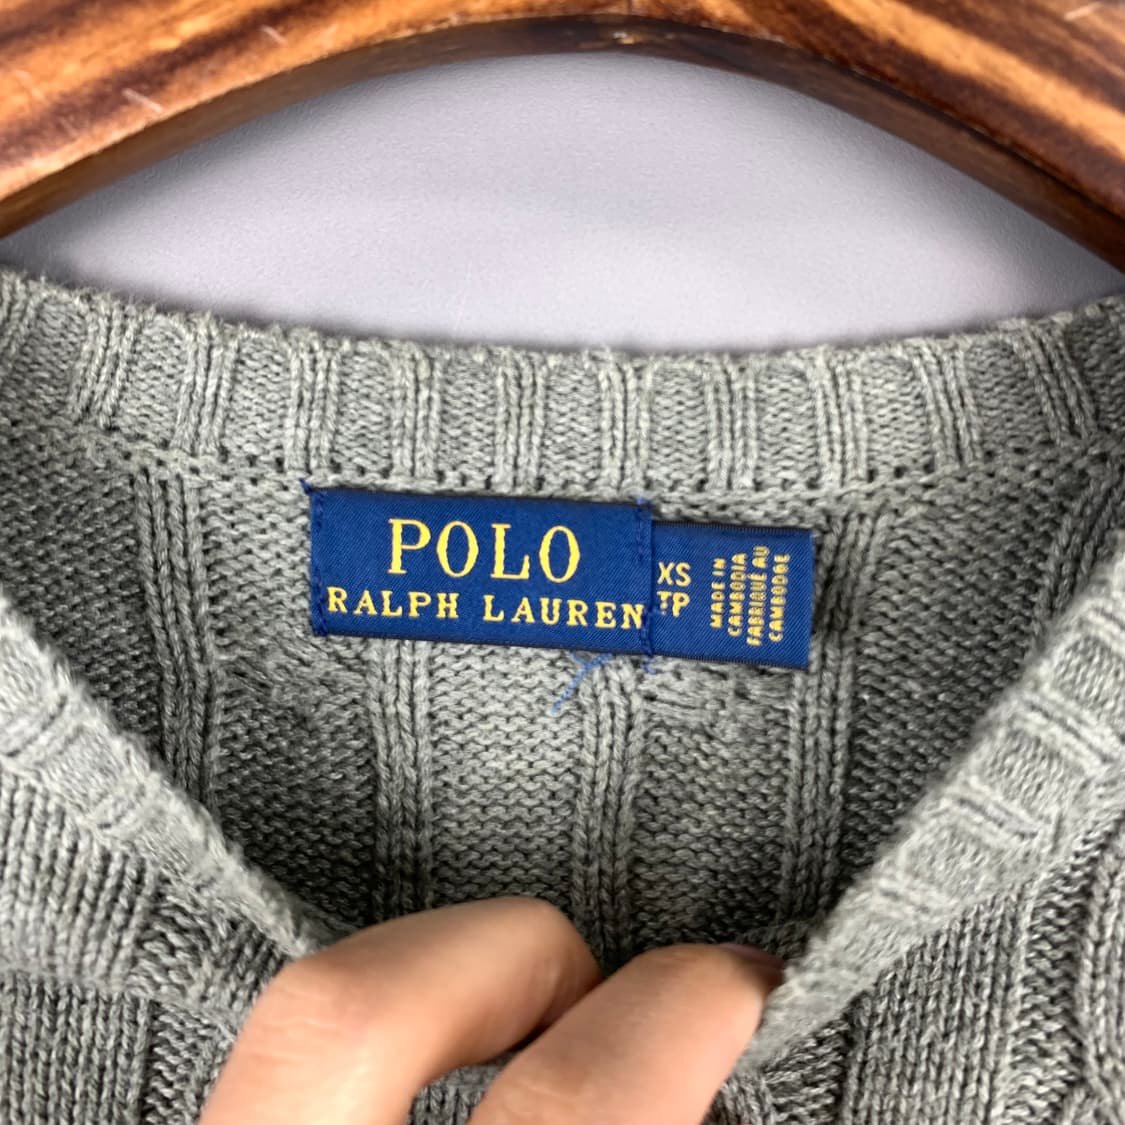 POLO
RALPH LAUREN
XS
TP
MADE IN
CAMBODIA
FABRIQUÉ AU
CAMBODGE